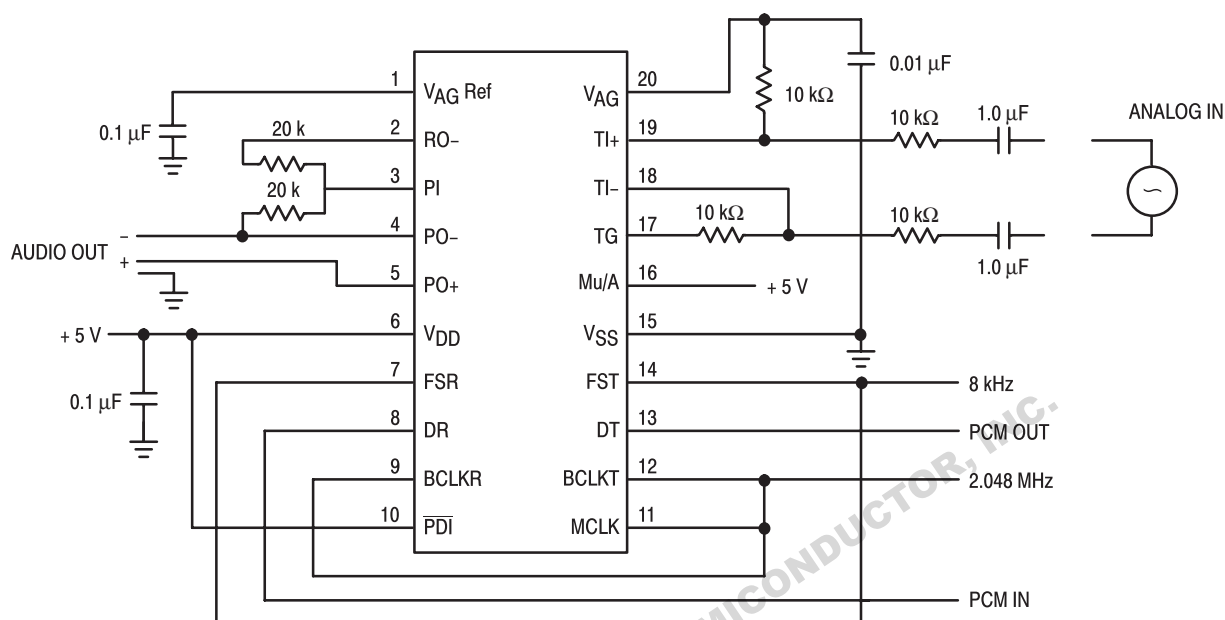 1
V_AG Ref
V_AG
20
0.01 μF
10 kΩ
0.1 μF
20 k
2
RO–
TI+
19
10 kΩ
1.0 μF
ANALOG IN
20 k
3
PI
TI–
18
AUDIO OUT
–
+
4
PO–
TG
17
10 kΩ
10 kΩ
1.0 μF
5
PO+
Mu/A
16
+ 5 V
+ 5 V
6
V_DD
V_SS
15
7
FSR
FST
14
8 kHz
0.1 μF
8
DR
DT
13
PCM OUT
9
BCLKR
BCLKT
12
2.048 MHz
10
PDI
MCLK
11
PCM IN
MICONDUCTOR, INC.